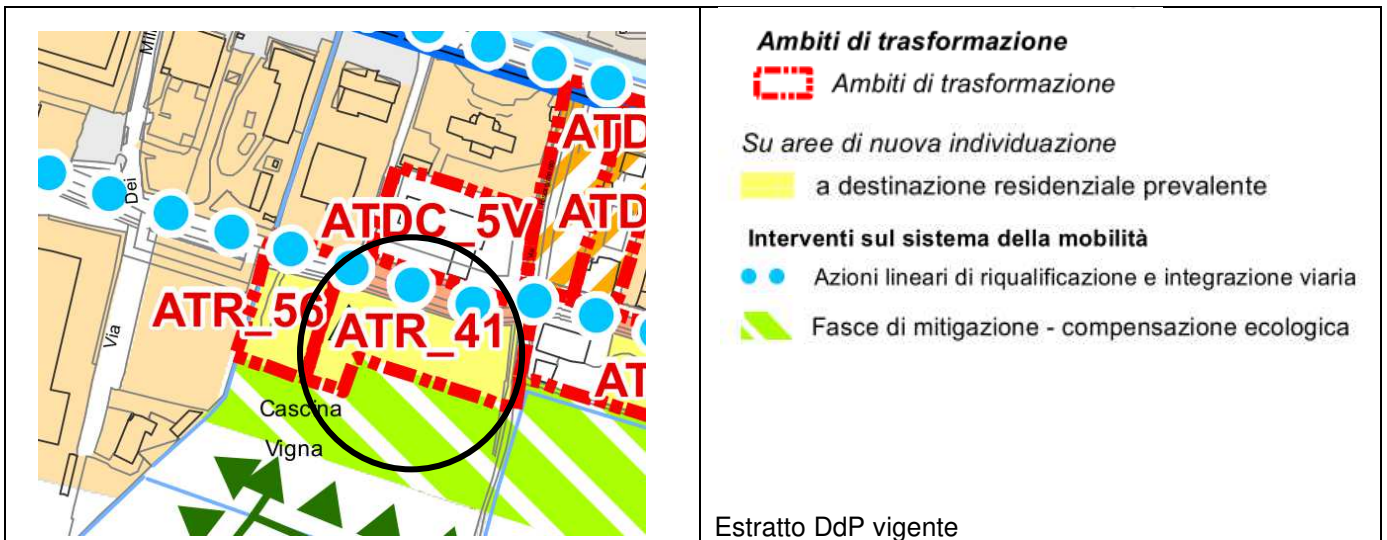 Mil
Dei
Via
ATD
ATDC_5V
ATD
ATR_56
ATR_41
AT
Cascina
Vigna
Ambiti di trasformazione
Ambiti di trasformazione
Su aree di nuova individuazione
a destinazione residenziale prevalente
Interventi sul sistema della mobilità
Azioni lineari di riqualificazione e integrazione viaria
Fasce di mitigazione - compensazione ecologica
Estratto DdP vigente